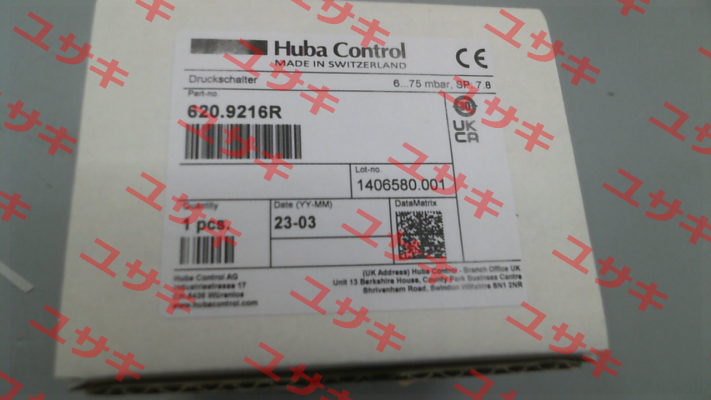 Huba Control
MADE IN SWITZERLAND
CE
Druckschalter
6...75 mbar, SP: 7.8
Part-no.
620.9216R
UK
CA
Lot-no.
1406580.001
Quantity
1 pcs.
Date (YY-MM)
23-03
DataMatrix
Huba Control AG
Industriestrasse 17
CH-5436 Würenlos
www.hubacontrol.com
(UK Address) Huba Control - Branch Office UK
Unit 13 Berkshire House, County Park Business Centre
Shrivenham Road, Swindon Wiltshire SN1 2NR
ユサキ